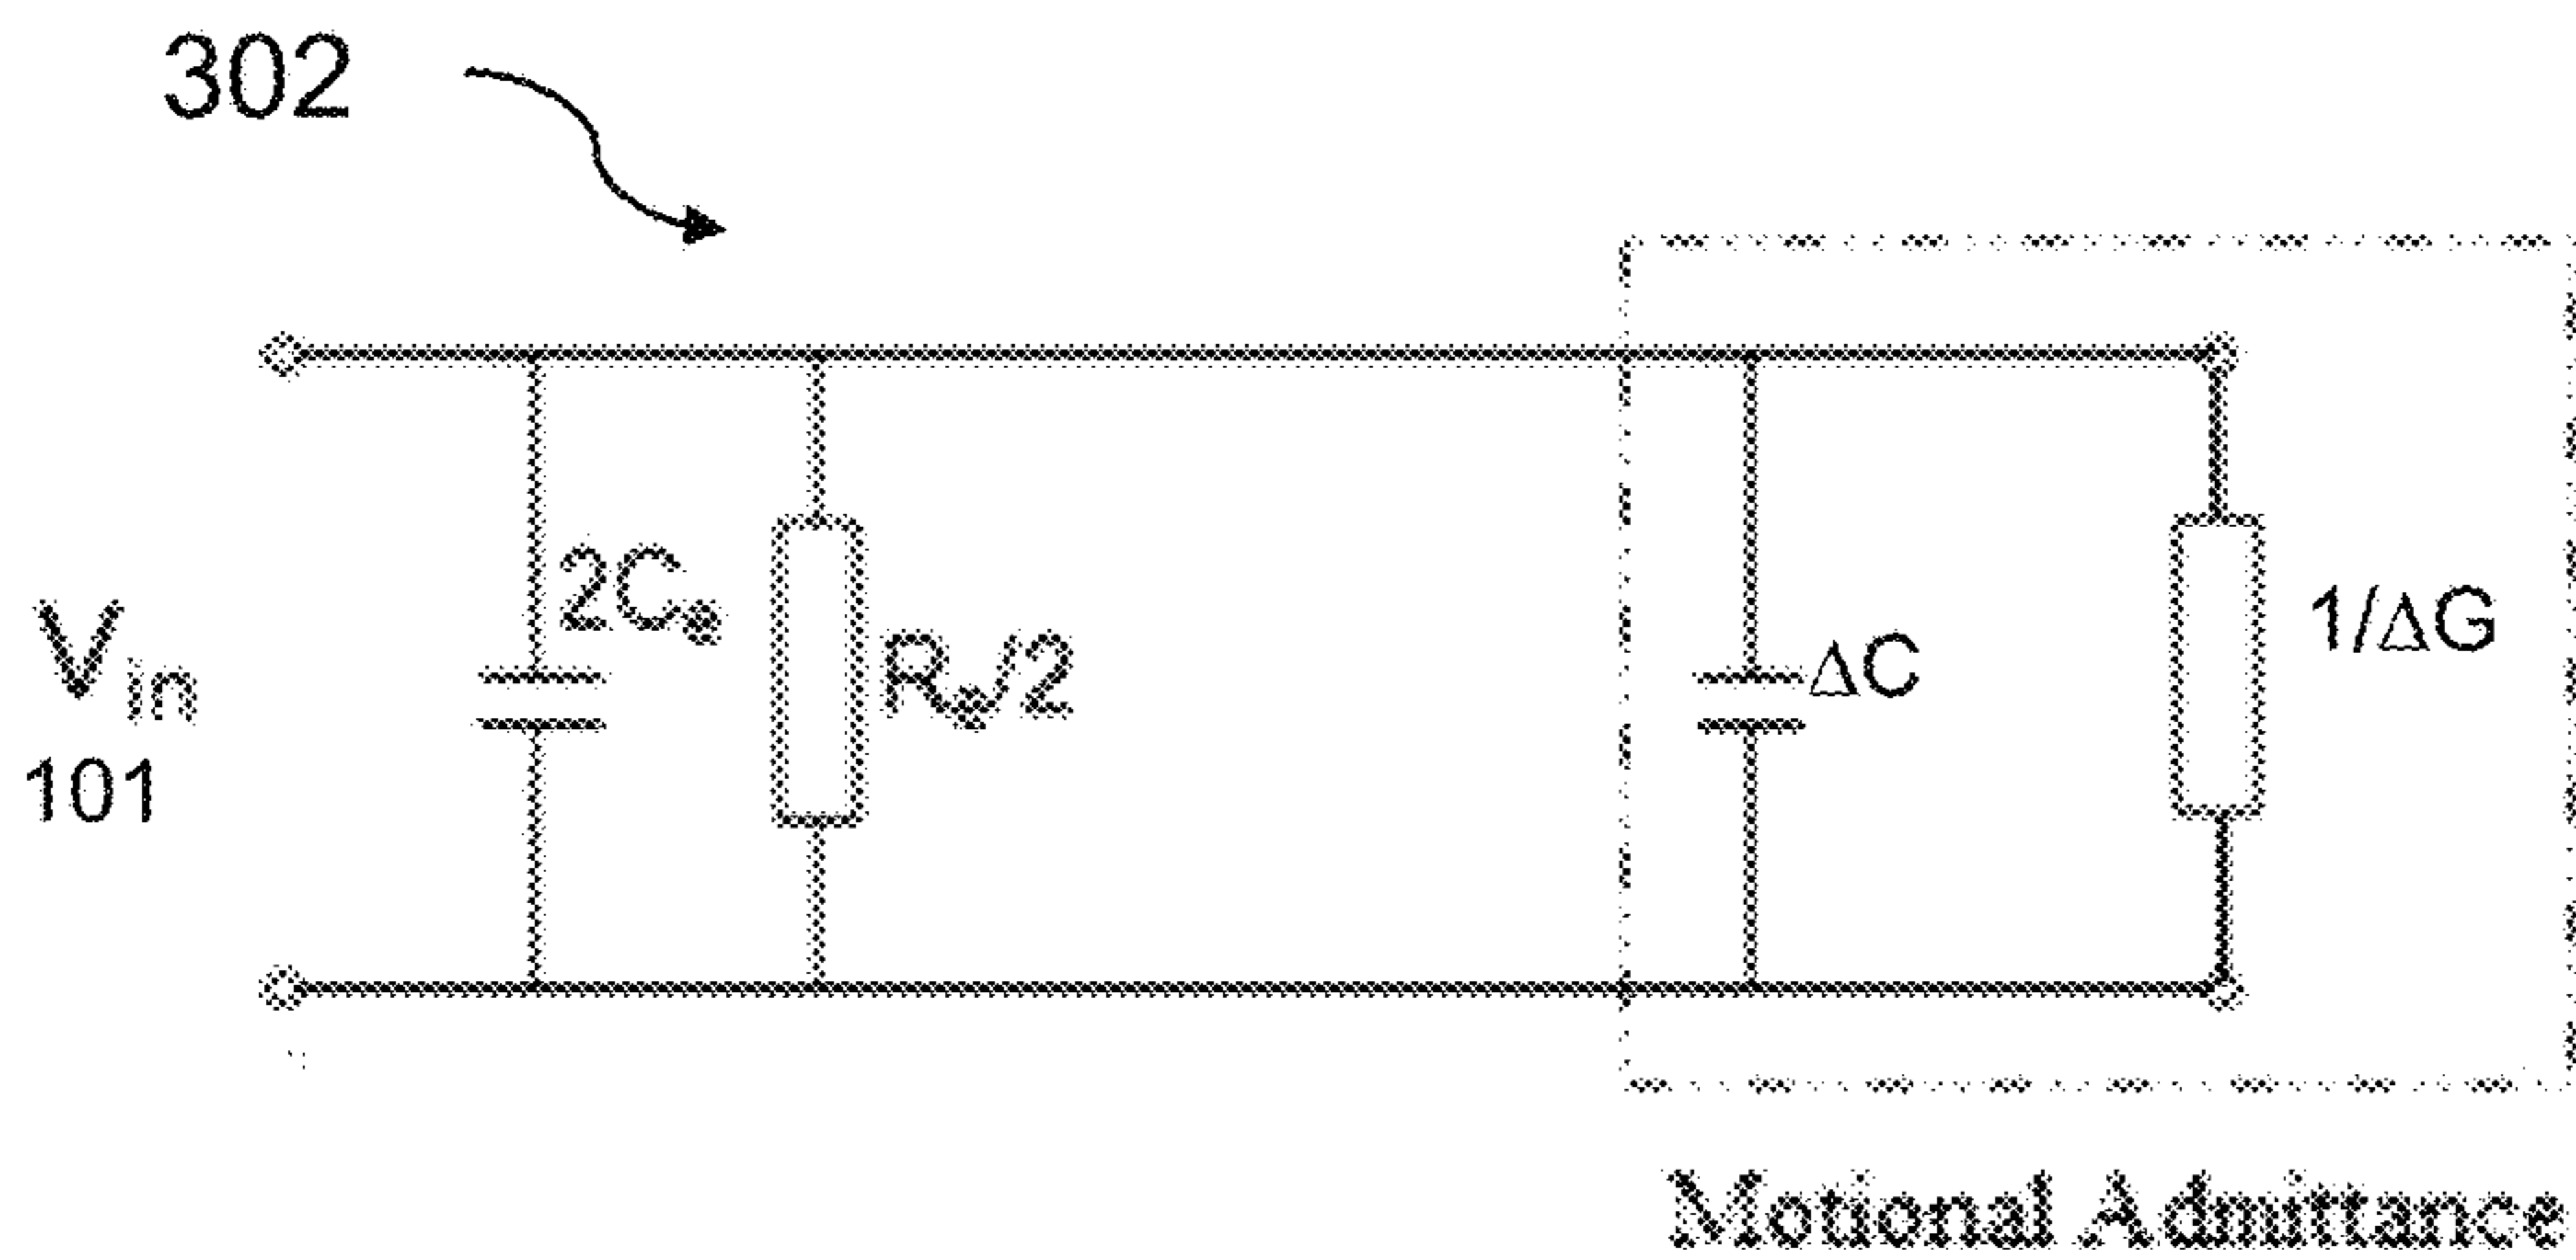 302
2Cₑ
Rₑ/2
ΔC
1/ΔG
Vin
101
Motional Admittance